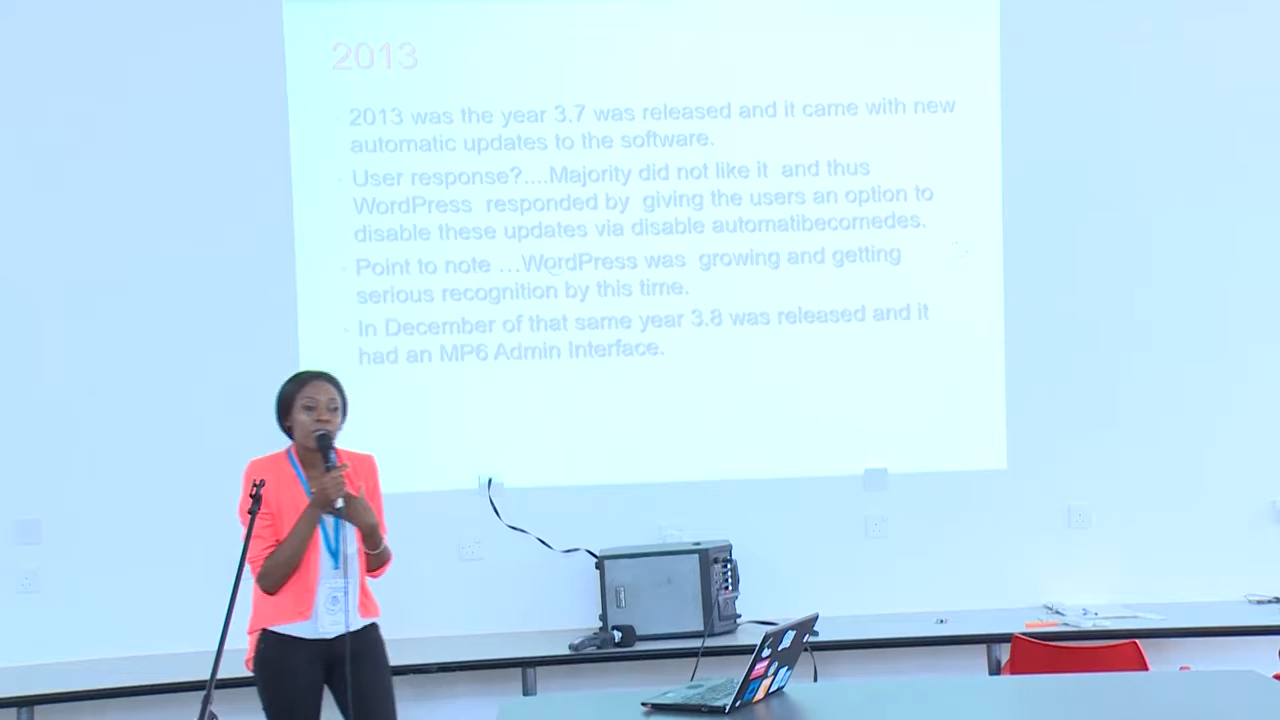 2013
2013 was the year 3.7 was released and it came with new
automatic updates to the software.
User response?....Majority did not like it and thus
WordPress responded by giving the users an option to
disable these updates via disable automatibecomedes.
Point to note ...WordPress was growing and getting
serious recognition by this time.
In December of that same year 3.8 was released and it
had an MP6 Admin Interface.